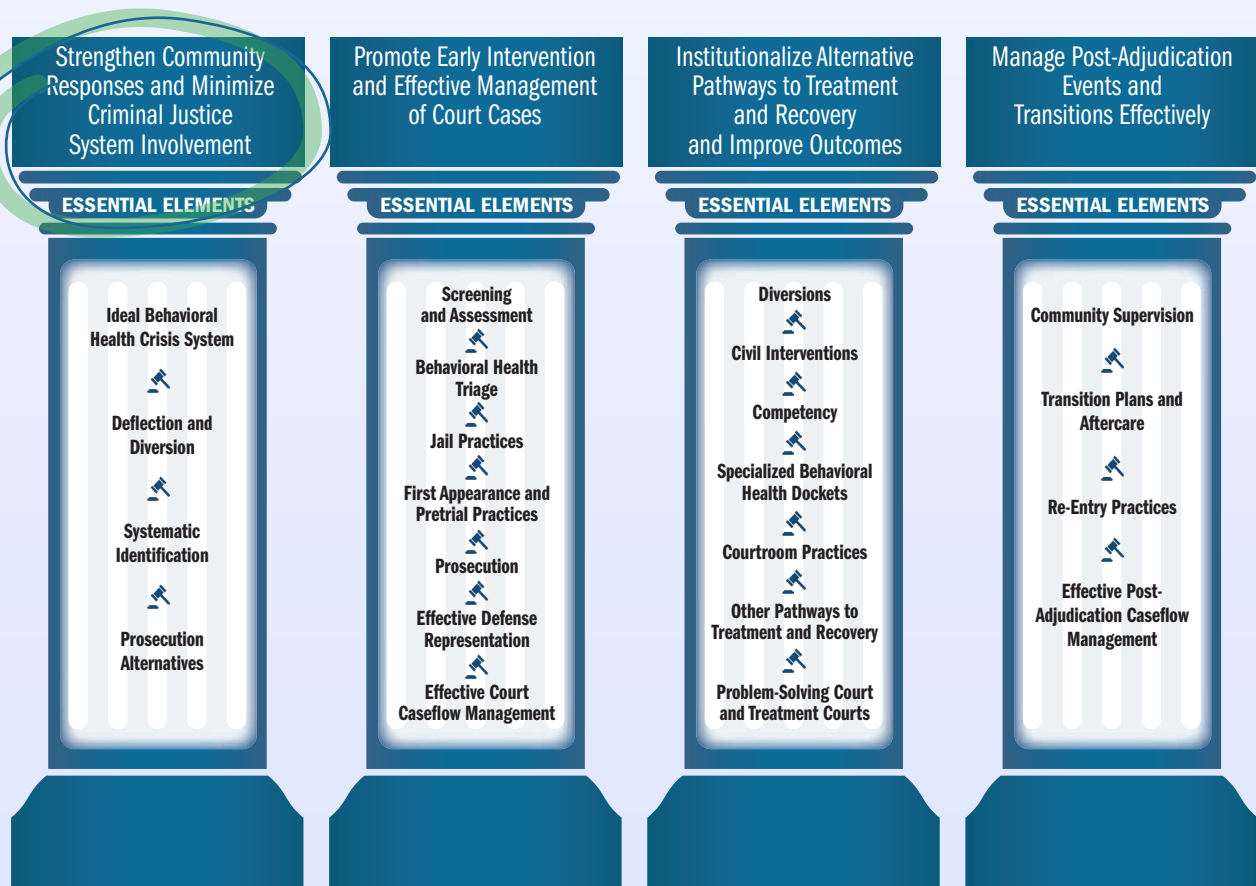 Strengthen Community
Responses and Minimize
Criminal Justice
System Involvement
ESSENTIAL ELEMENTS
Ideal Behavioral
Health Crisis System
Deflection and
Diversion
Systematic
Identification
Prosecution
Alternatives
Promote Early Intervention
and Effective Management
of Court Cases
ESSENTIAL ELEMENTS
Screening
and Assessment
Behavioral Health
Triage
Jail Practices
First Appearance and
Pretrial Practices
Prosecution
Effective Defense
Representation
Effective Court
Caseflow Management
Institutionalize Alternative
Pathways to Treatment
and Recovery
and Improve Outcomes
ESSENTIAL ELEMENTS
Diversions
Civil Interventions
Competency
Specialized Behavioral
Health Dockets
Courtroom Practices
Other Pathways to
Treatment and Recovery
Problem-Solving Court
and Treatment Courts
Manage Post-Adjudication
Events and
Transitions Effectively
ESSENTIAL ELEMENTS
Community Supervision
Transition Plans and
Aftercare
Re-Entry Practices
Effective Post-
Adjudication Caseflow
Management